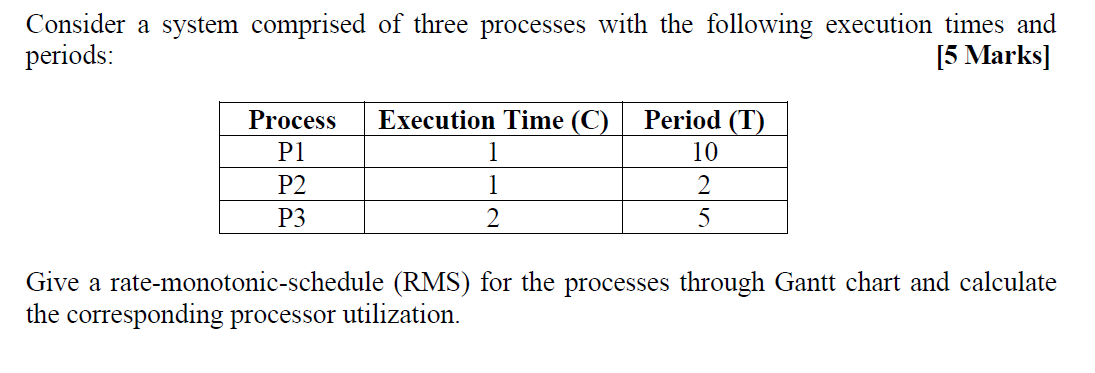 Consider a system comprised of three processes with the following execution times and
periods: [5 Marks]
Process Execution Time (C) Period (T)
P1 1 10
P2 1 2
P3 2 5
Give a rate-monotonic-schedule (RMS) for the processes through Gantt chart and calculate
the corresponding processor utilization.